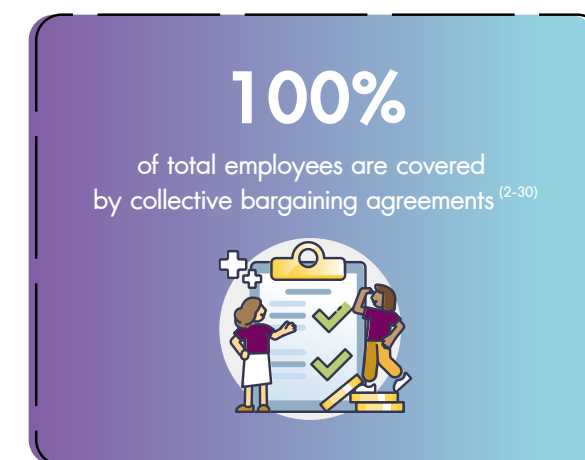 100%
of total employees are covered
by collective bargaining agreements (2-30)